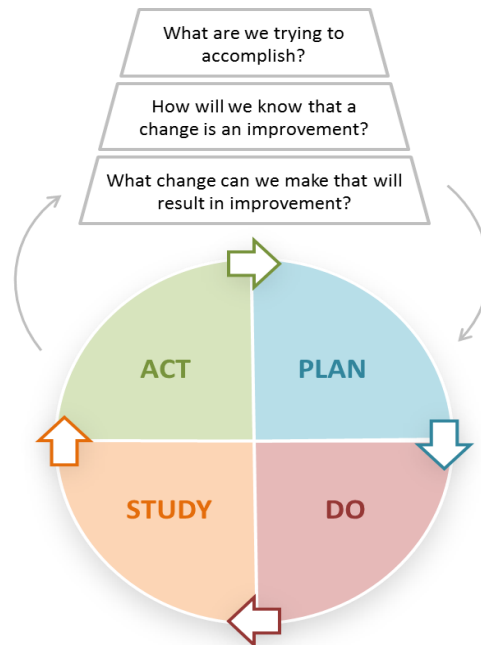 What are we trying to
accomplish?
How will we know that a
change is an improvement?
What change can we make that will
result in improvement?
ACT
PLAN
STUDY
DO